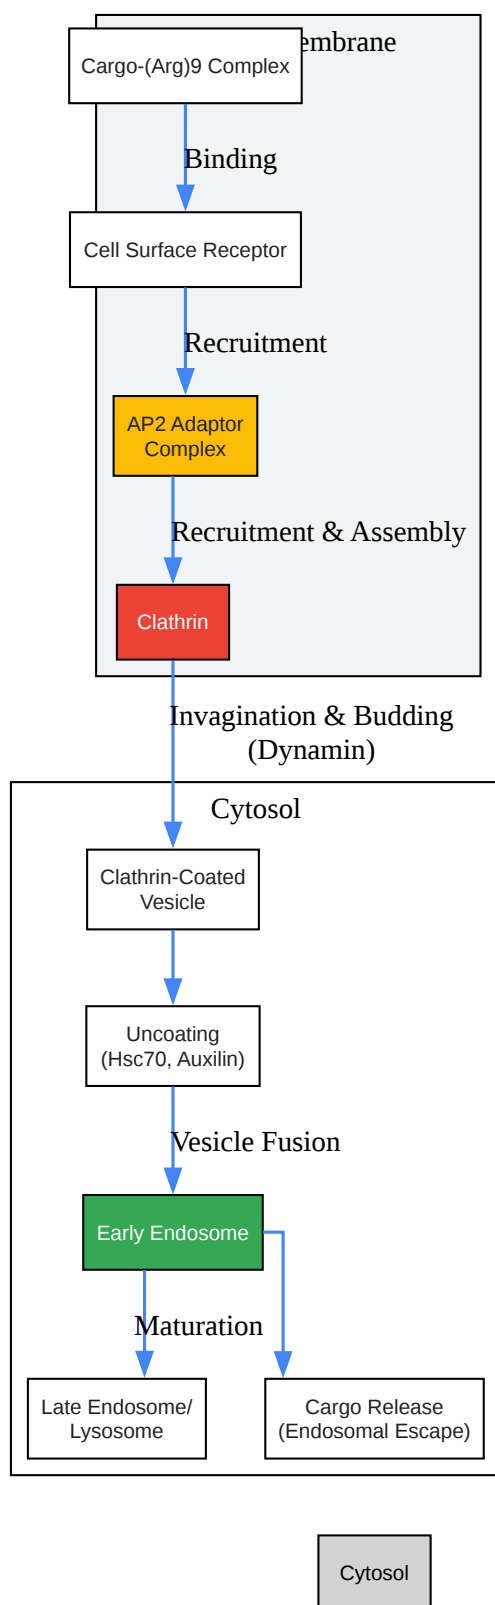 embrane
Cargo-(Arg)9 Complex
Binding
Cell Surface Receptor
Recruitment
AP2 Adaptor
Complex
Recruitment & Assembly
Clathrin
Invagination & Budding
(Dynamin)
Cytosol
Clathrin-Coated
Vesicle
Uncoating
(Hsc70, Auxilin)
Vesicle Fusion
Early Endosome
Maturation
Late Endosome/
Lysosome
Cargo Release
(Endosomal Escape)
Cytosol